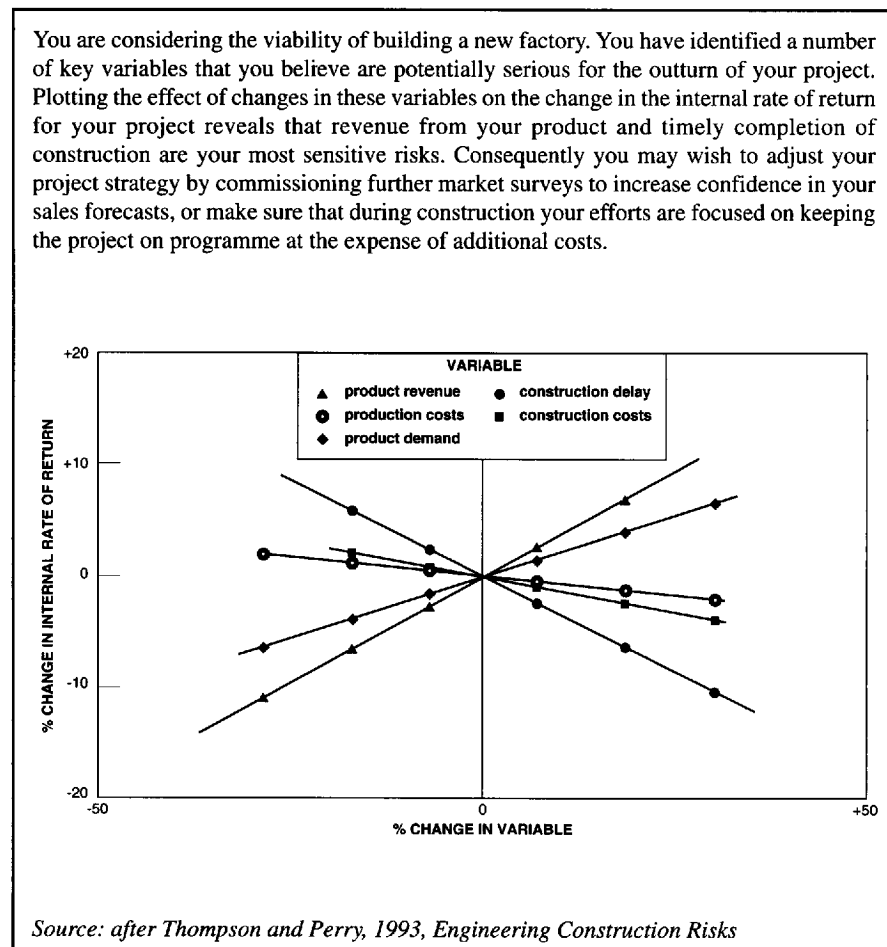 You are considering the viability of building a new factory. You have identified a number
of key variables that you believe are potentially serious for the outturn of your project.
Plotting the effect of changes in these variables on the change in the internal rate of return
for your project reveals that revenue from your product and timely completion of
construction are your most sensitive risks. Consequently you may wish to adjust your
project strategy by commissioning further market surveys to increase confidence in your
sales forecasts, or make sure that during construction your efforts are focused on keeping
the project on programme at the expense of additional costs.
+20
VARIABLE
product revenue construction delay
production costs construction costs
product demand
+10
0
-10
-20
% CHANGE IN INTERNAL RATE OF RETURN
-50 0 +50
% CHANGE IN VARIABLE
Source: after Thompson and Perry, 1993, Engineering Construction Risks